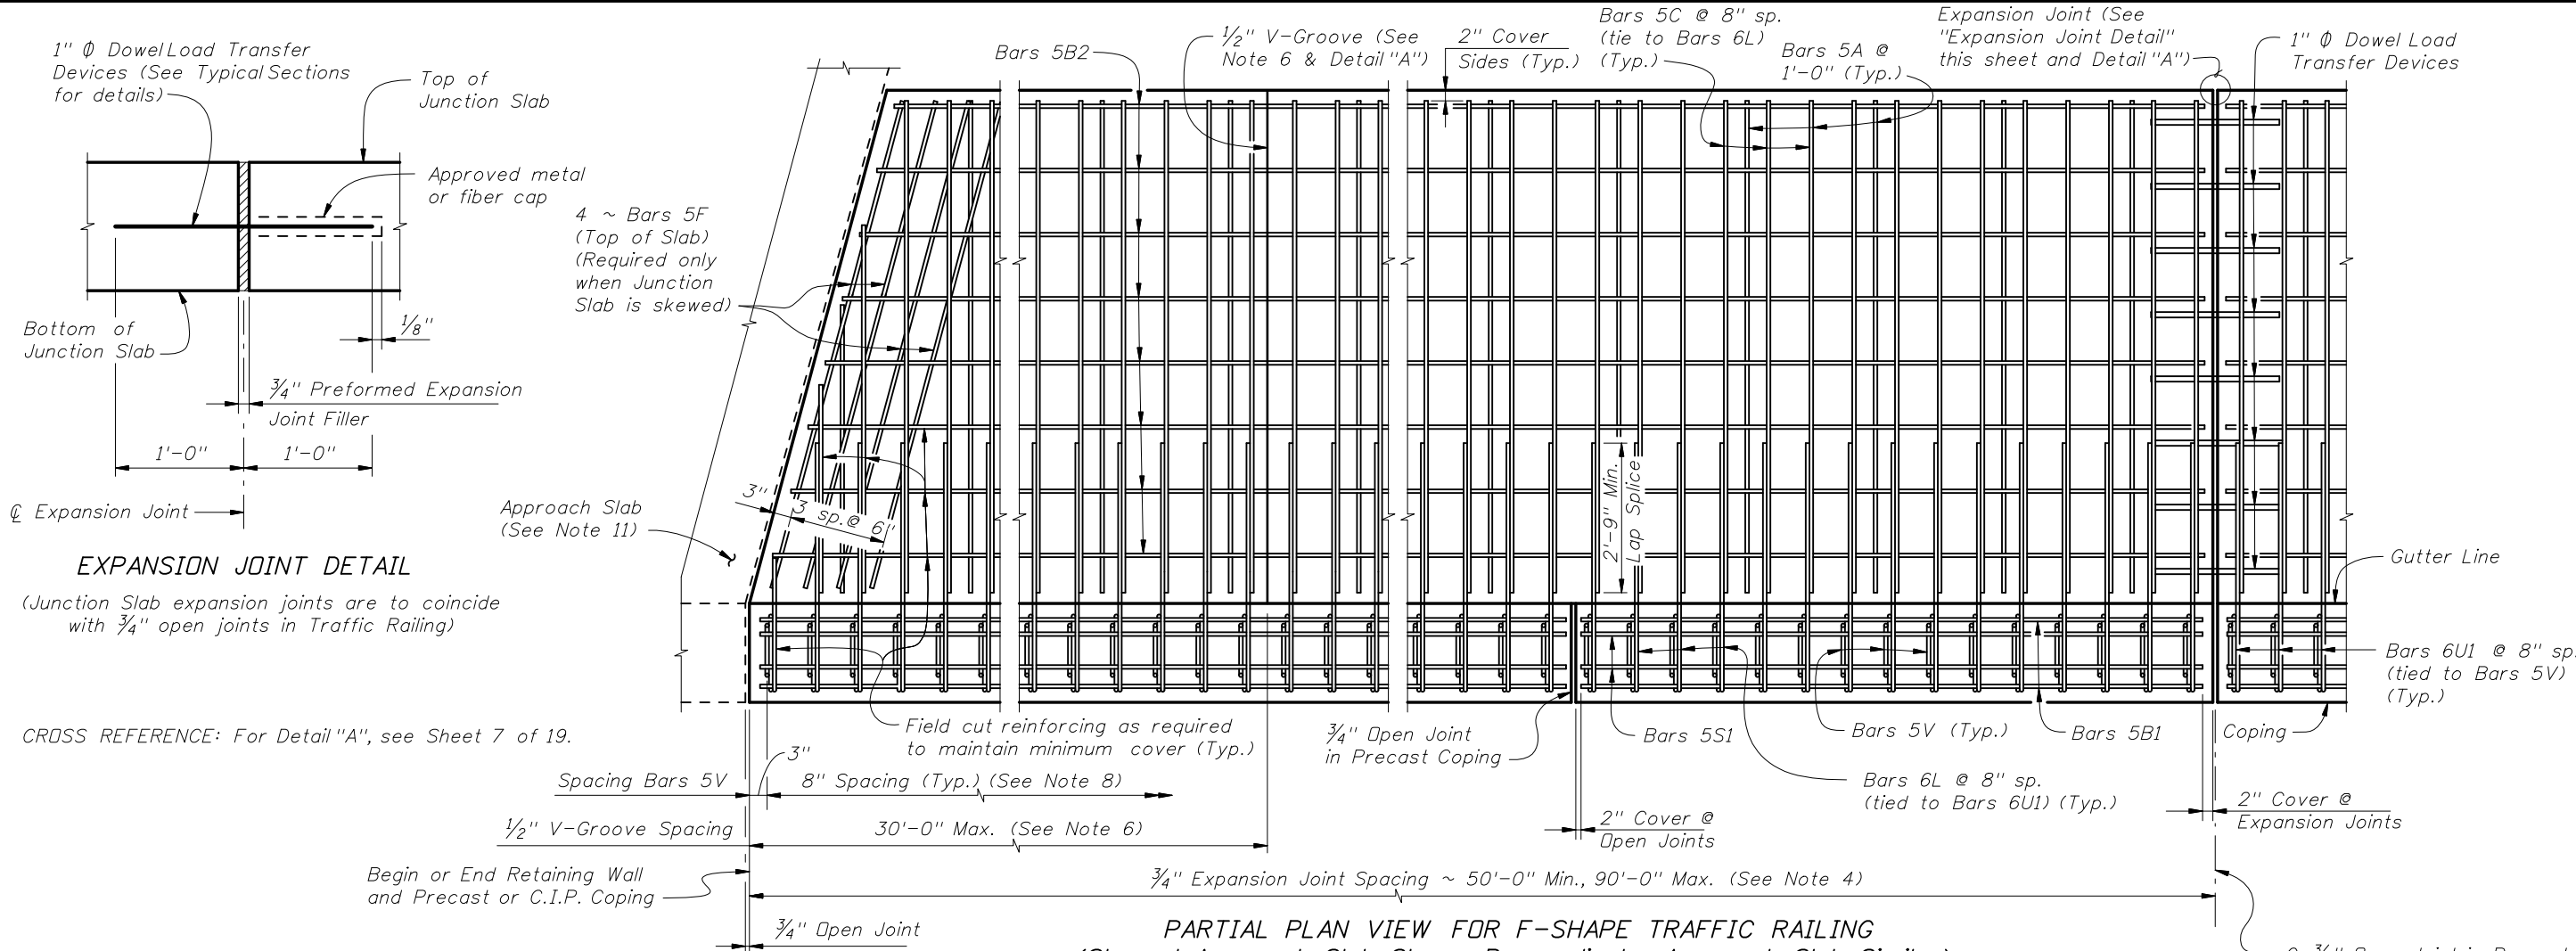 1" Φ Dowel Load Transfer
Devices (See Typical Sections
for details)
Top of
Junction Slab
Approved metal
or fiber cap
Bottom of
Junction Slab
1/8"
3/4" Preformed Expansion
Joint Filler
1'-0"
1'-0"
℄ Expansion Joint
EXPANSION JOINT DETAIL
(Junction Slab expansion joints are to coincide
with 3/4" open joints in Traffic Railing)
CROSS REFERENCE: For Detail "A", see Sheet 7 of 19.
Bars 5B2
1/2" V-Groove (See
Note 6 & Detail "A")
2" Cover
Sides (Typ.)
Bars 5C @ 8" sp.
(tie to Bars 6L)
(Typ.)
Bars 5A @
1'-0" (Typ.)
Expansion Joint (See
"Expansion Joint Detail"
this sheet and Detail "A")
1" Φ Dowel Load
Transfer Devices
4 ~ Bars 5F
(Top of Slab)
(Required only
when Junction
Slab is skewed)
Approach Slab
(See Note 11)
3"
3 sp.@ 6"
2'-9" Min.
Lap Splice
Gutter Line
Bars 6U1 @ 8" sp.
(tied to Bars 5V)
(Typ.)
Field cut reinforcing as required
to maintain minimum cover (Typ.)
3/4" Open Joint
in Precast Coping
Bars 5S1
Bars 5V (Typ.)
Bars 5B1
Coping
Bars 6L @ 8" sp.
(tied to Bars 6U1) (Typ.)
3"
Spacing Bars 5V
8" Spacing (Typ.) (See Note 8)
1/2" V-Groove Spacing
30'-0" Max. (See Note 6)
2" Cover @
Open Joints
2" Cover @
Expansion Joints
Begin or End Retaining Wall
and Precast or C.I.P. Coping
3/4" Expansion Joint Spacing ~ 50'-0" Min., 90'-0" Max. (See Note 4)
3/4" Open Joint
PARTIAL PLAN VIEW FOR F-SHAPE TRAFFIC RAILING